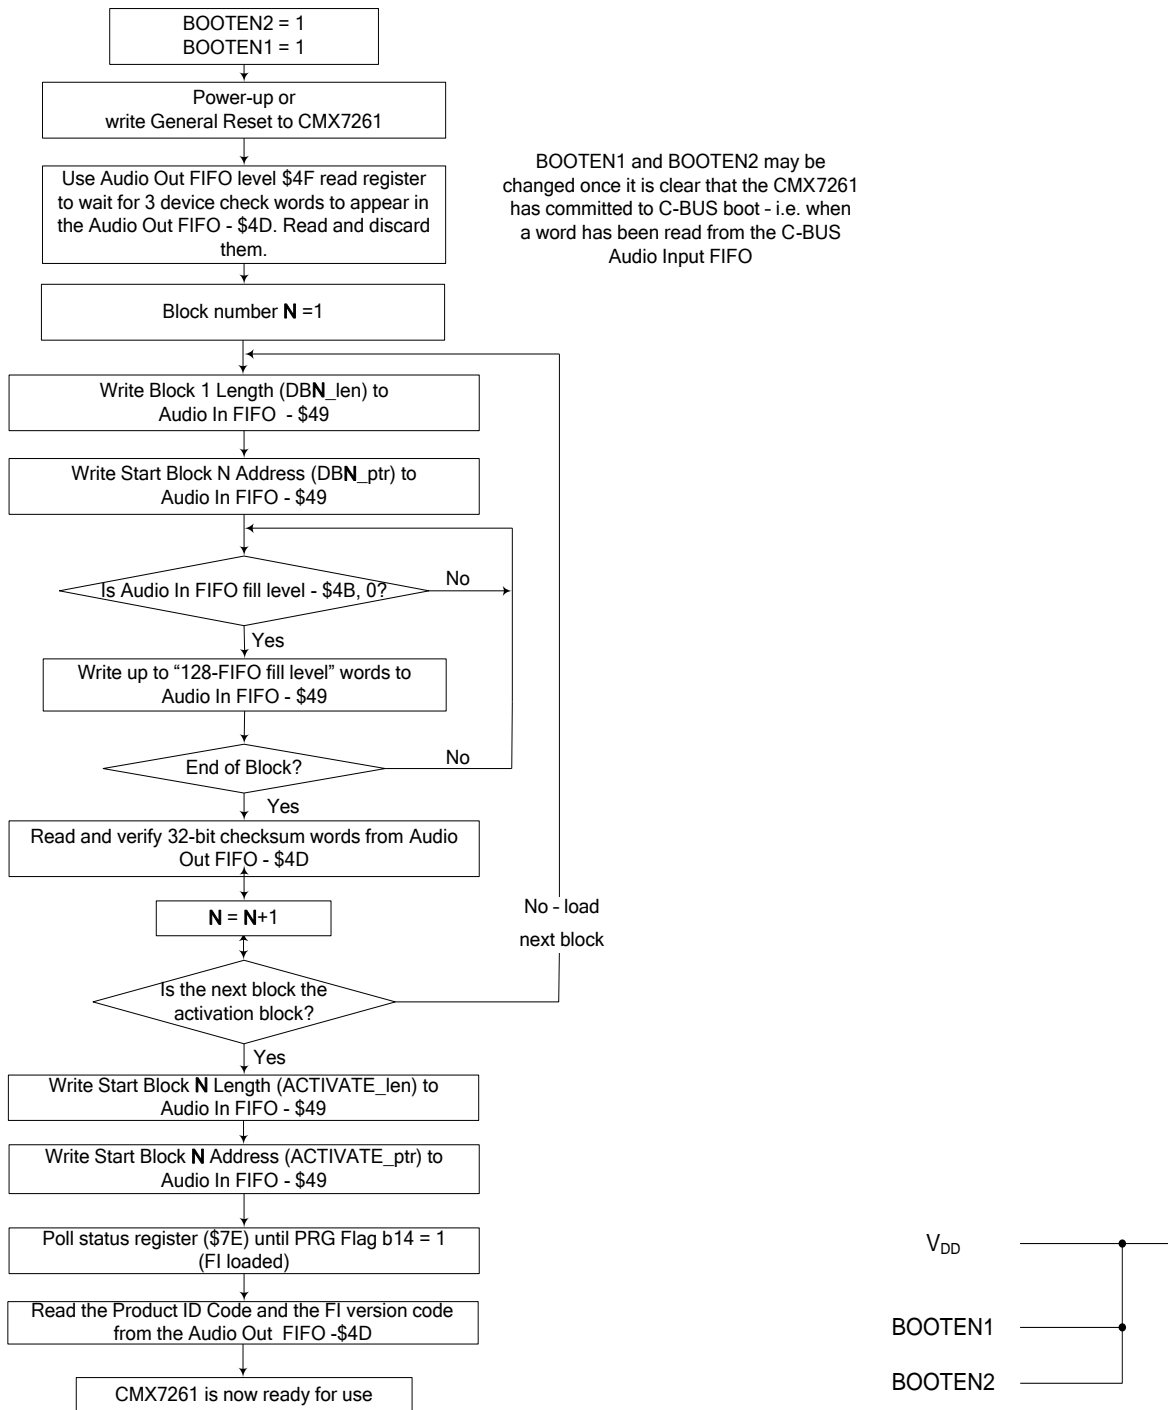 BOOTEN2 = 1
BOOTEN1 = 1
Power-up or
write General Reset to CMX7261
Use Audio Out FIFO level $4F read register
to wait for 3 device check words to appear in
the Audio Out FIFO - $4D. Read and discard
them.
BOOTEN1 and BOOTEN2 may be
changed once it is clear that the CMX7261
has committed to C-BUS boot - i.e. when
a word has been read from the C-BUS
Audio Input FIFO
Block number N =1
Write Block 1 Length (DBN_len) to
Audio In FIFO - $49
Write Start Block N Address (DBN_ptr) to
Audio In FIFO - $49
Is Audio In FIFO fill level - $4B, 0?
No
Yes
Write up to “128-FIFO fill level” words to
Audio In FIFO - $49
End of Block?
No
Yes
Read and verify 32-bit checksum words from Audio
Out FIFO - $4D
N = N+1
No - load
next block
Is the next block the
activation block?
Yes
Write Start Block N Length (ACTIVATE_len) to
Audio In FIFO - $49
Write Start Block N Address (ACTIVATE_ptr) to
Audio In FIFO - $49
Poll status register ($7E) until PRG Flag b14 = 1
(FI loaded)
Read the Product ID Code and the FI version code
from the Audio Out FIFO -$4D
CMX7261 is now ready for use
VDD
BOOTEN1
BOOTEN2